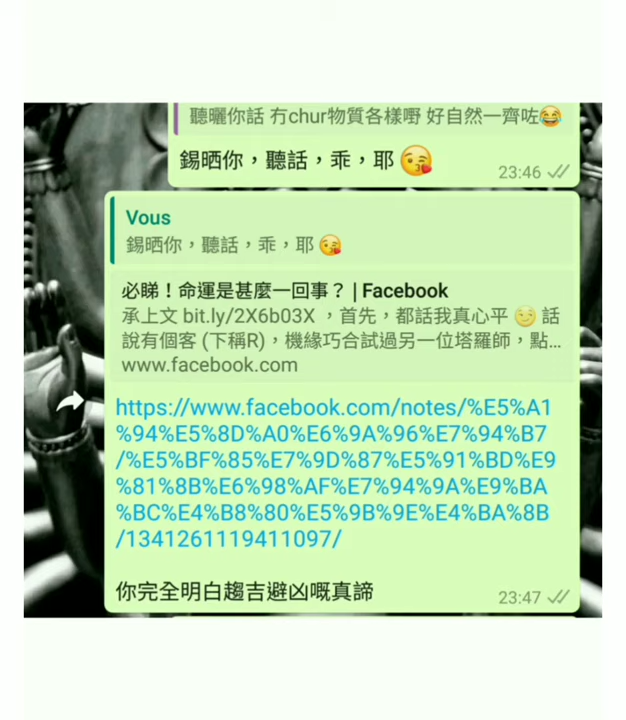 聽曬你話 冇chur物質各樣嘢 好自然一齊咗😂
錫晒你，聽話，乖，耶 😘
23:46
Vous
錫晒你，聽話，乖，耶 😘
必睇！命運是甚麼一回事？ | Facebook
承上文 bit.ly/2X6b03X ，首先，都話我真心平 😏 話
說有個客 (下稱R)，機緣巧合試過另一位塔羅師，點...
www.facebook.com
https://www.facebook.com/notes/%E5%A1
%94%E5%8D%A0%E6%9A%96%E7%94%B7
/%E5%BF%85%E7%9D%87%E5%91%BD%E9
%81%8B%E6%98%AF%E7%94%9A%E9%BA
%BC%E4%B8%80%E5%9B%9E%E4%BA%8B
/1341261119411097/
你完全明白趨吉避凶嘅真諦
23:47